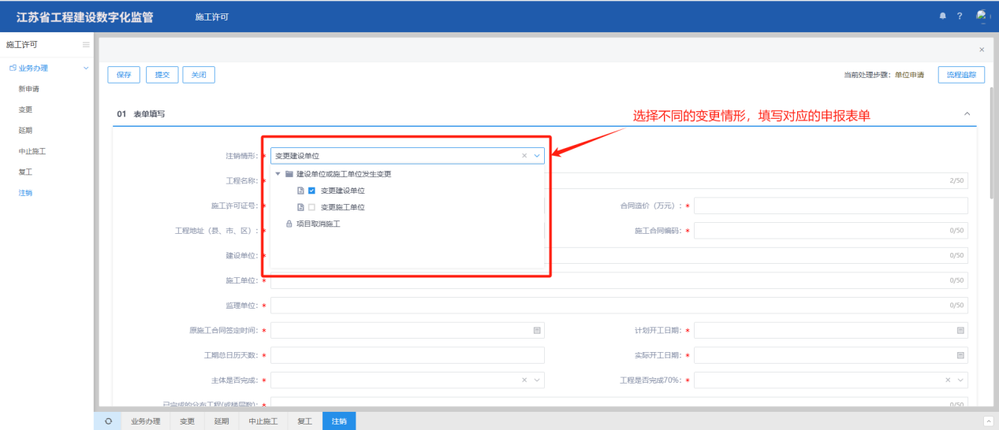 江苏省工程建设数字化监管 施工许可
施工许可
业务办理
新申请
变更
延期
中止施工
复工
注销
保存 提交 关闭 当前处理步骤：单位申请 流程追踪
01 表单填写
选择不同的变更情形，填写对应的申报表单
注销情形：* 变更建设单位
建设单位或施工单位发生变更
变更建设单位
变更施工单位
项目取消施工
工程名称：* 2/50
施工许可证号：* 合同造价（万元）：*
工程地址（县、市、区）：* 施工合同编码：* 0/50
建设单位：* 0/50
施工单位：* 0/50
监理单位：* 0/50
原施工合同签定时间：* 计划开工日期：*
工期总日历天数：* 实际开工日期：*
主体是否完成：* 工程是否完成70%：*
已完成的分布工程(或楼层数)：* 0/50
业务办理 变更 延期 中止施工 复工 注销